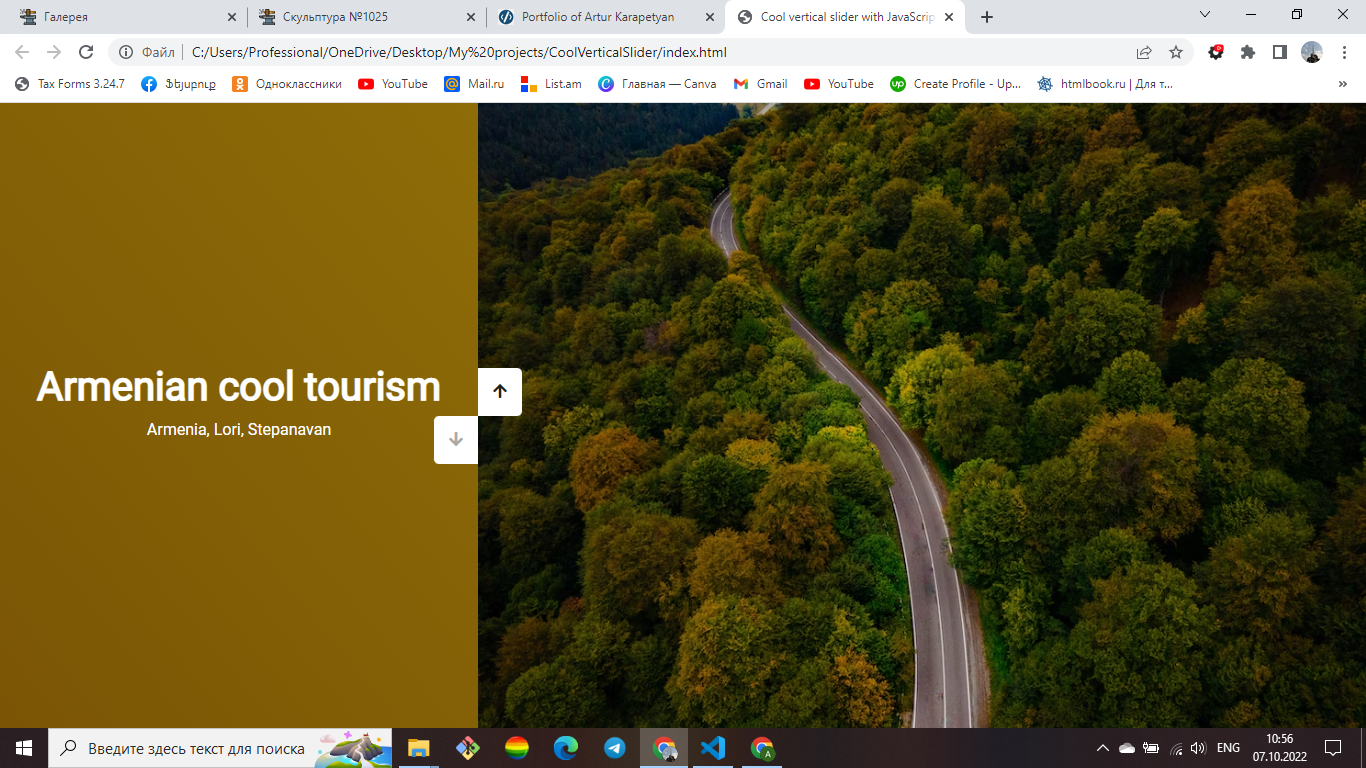 Галерея
Скульптура №1025
Portfolio of Artur Karapetyan
Cool vertical slider with JavaScrip
Файл
C:/Users/Professional/OneDrive/Desktop/My%20projects/CoolVerticalSlider/index.html
Tax Forms 3.24.7
Ֆեյսբուք
Одноклассники
YouTube
Mail.ru
List.am
Главная — Canva
Gmail
YouTube
up
Create Profile - Up...
htmlbook.ru | Для т...
»
Armenian cool tourism
Armenia, Lori, Stepanavan
Введите здесь текст для поиска
A
ENG
10:56
07.10.2022